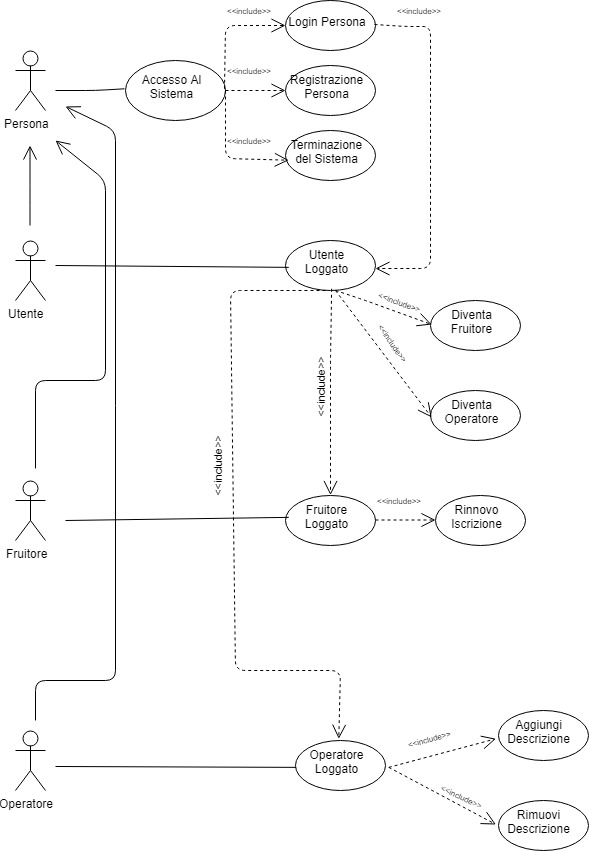 <<include>>
Login Persona
<<include>>
<<include>>
Accesso Al
Sistema
Registrazione
Persona
Persona
<<include>>
Terminazione
del Sistema
Utente
Utente
Loggato
<<include>>
Diventa
Fruitore
<<include>>
<<include>>
Diventa
Operatore
<<include>>
Fruitore
Fruitore
Loggato
<<include>>
Rinnovo
Iscrizione
Operatore
Operatore
Loggato
<<include>>
Aggiungi
Descrizione
<<include>>
Rimuovi
Descrizione